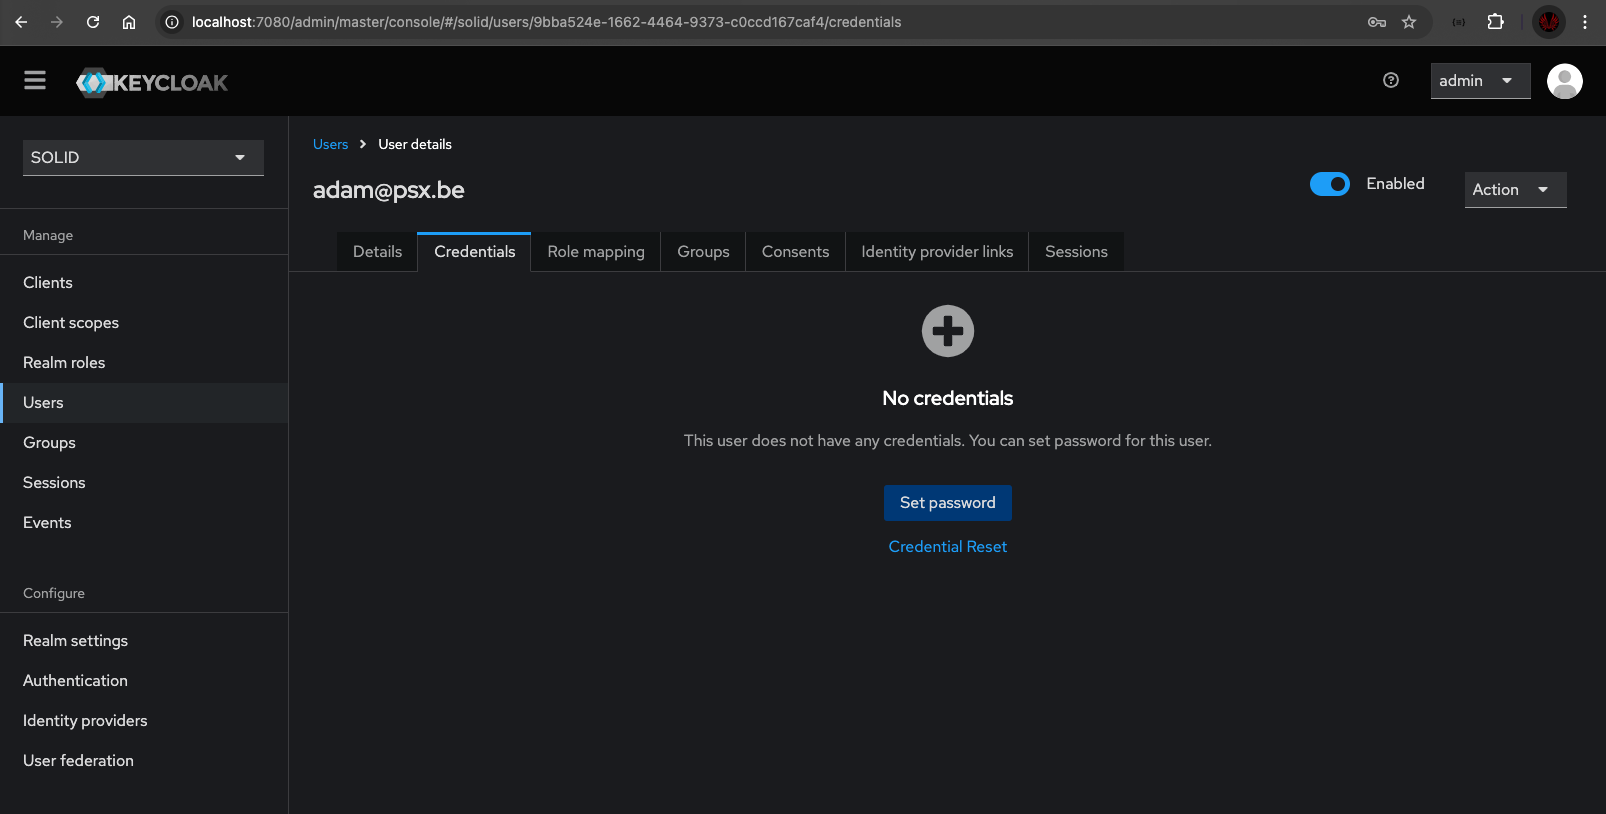 localhost:7080/admin/master/console/#/solid/users/9bba524e-1662-4464-9373-c0ccd167caf4/credentials
KEYCLOAK
admin
SOLID
Manage
Clients
Client scopes
Realm roles
Users
Groups
Sessions
Events
Configure
Realm settings
Authentication
Identity providers
User federation
Users > User details
adam@psx.be
Enabled
Action
Details Credentials Role mapping Groups Consents Identity provider links Sessions
No credentials
This user does not have any credentials. You can set password for this user.
Set password
Credential Reset